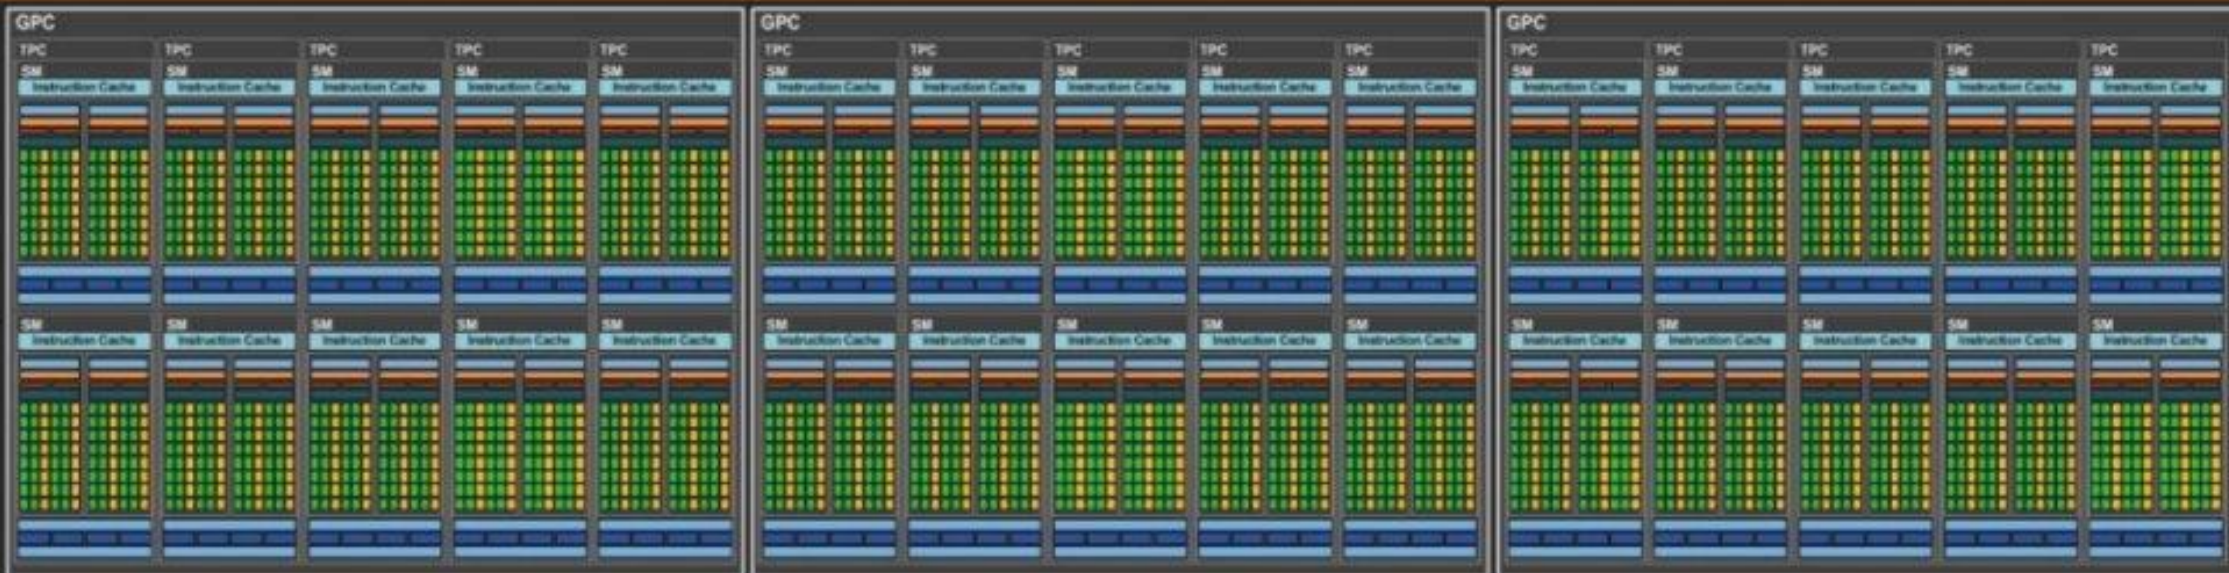 GPC GPC GPC
TPC TPC TPC TPC TPC TPC TPC TPC TPC TPC TPC TPC TPC TPC TPC
SM SM SM SM SM SM SM SM SM SM SM SM SM SM SM
Instruction Cache Instruction Cache Instruction Cache Instruction Cache Instruction Cache Instruction Cache Instruction Cache Instruction Cache Instruction Cache Instruction Cache Instruction Cache Instruction Cache Instruction Cache Instruction Cache Instruction Cache
SM SM SM SM SM SM SM SM SM SM SM SM SM SM SM
Instruction Cache Instruction Cache Instruction Cache Instruction Cache Instruction Cache Instruction Cache Instruction Cache Instruction Cache Instruction Cache Instruction Cache Instruction Cache Instruction Cache Instruction Cache Instruction Cache Instruction Cache